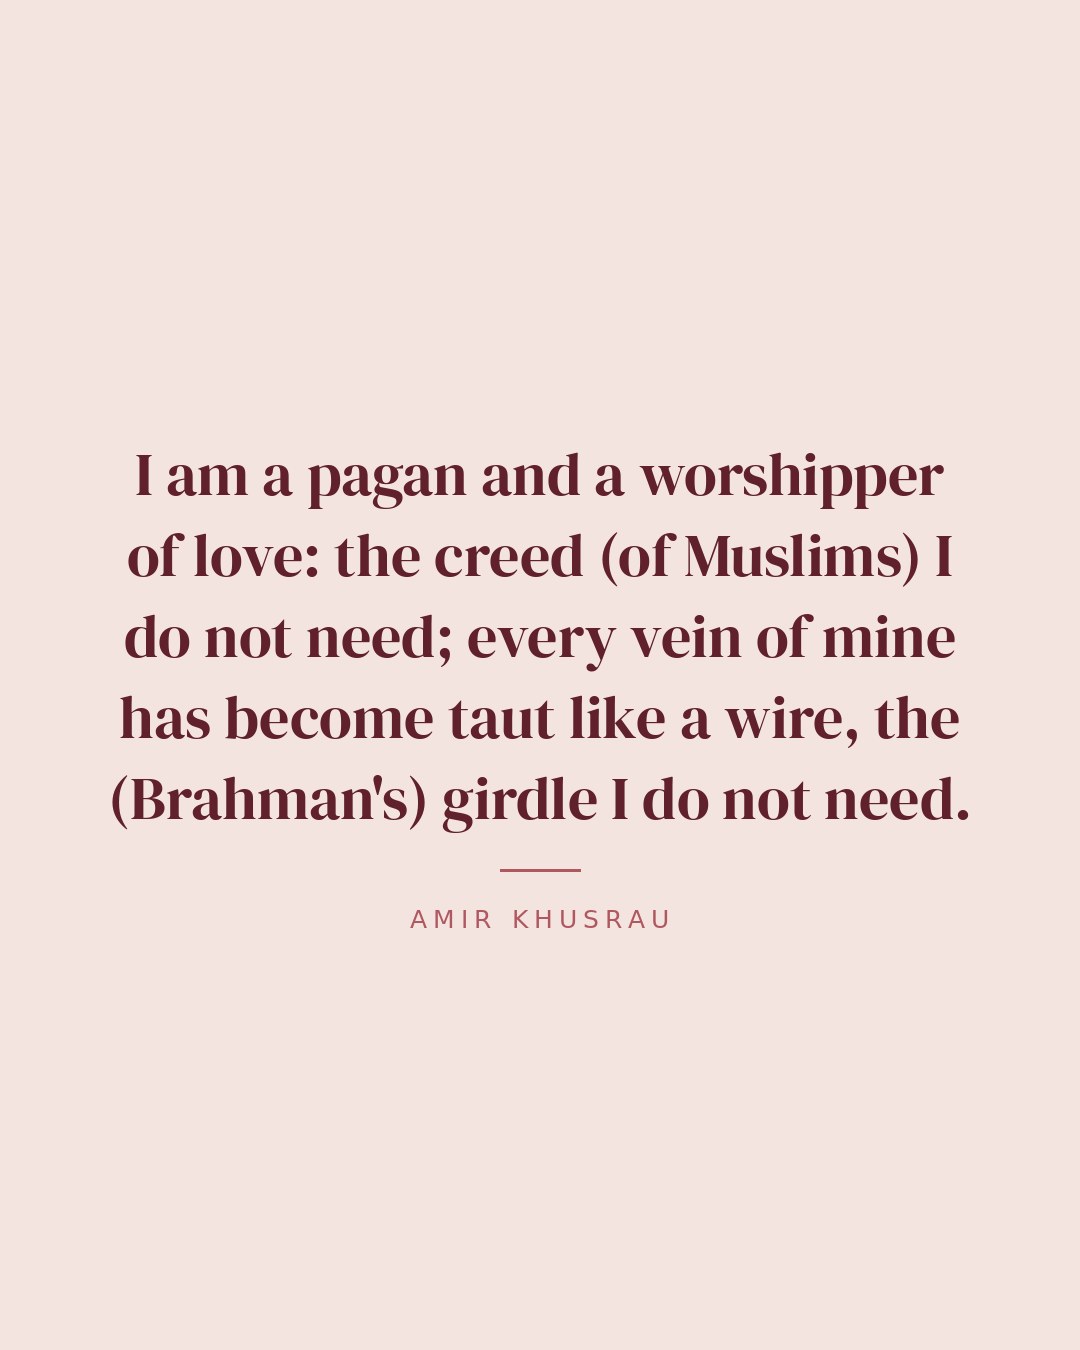 I am a pagan and a worshipper
of love: the creed (of Muslims) I
do not need; every vein of mine
has become taut like a wire, the
(Brahman's) girdle I do not need.
AMIR KHUSRAU